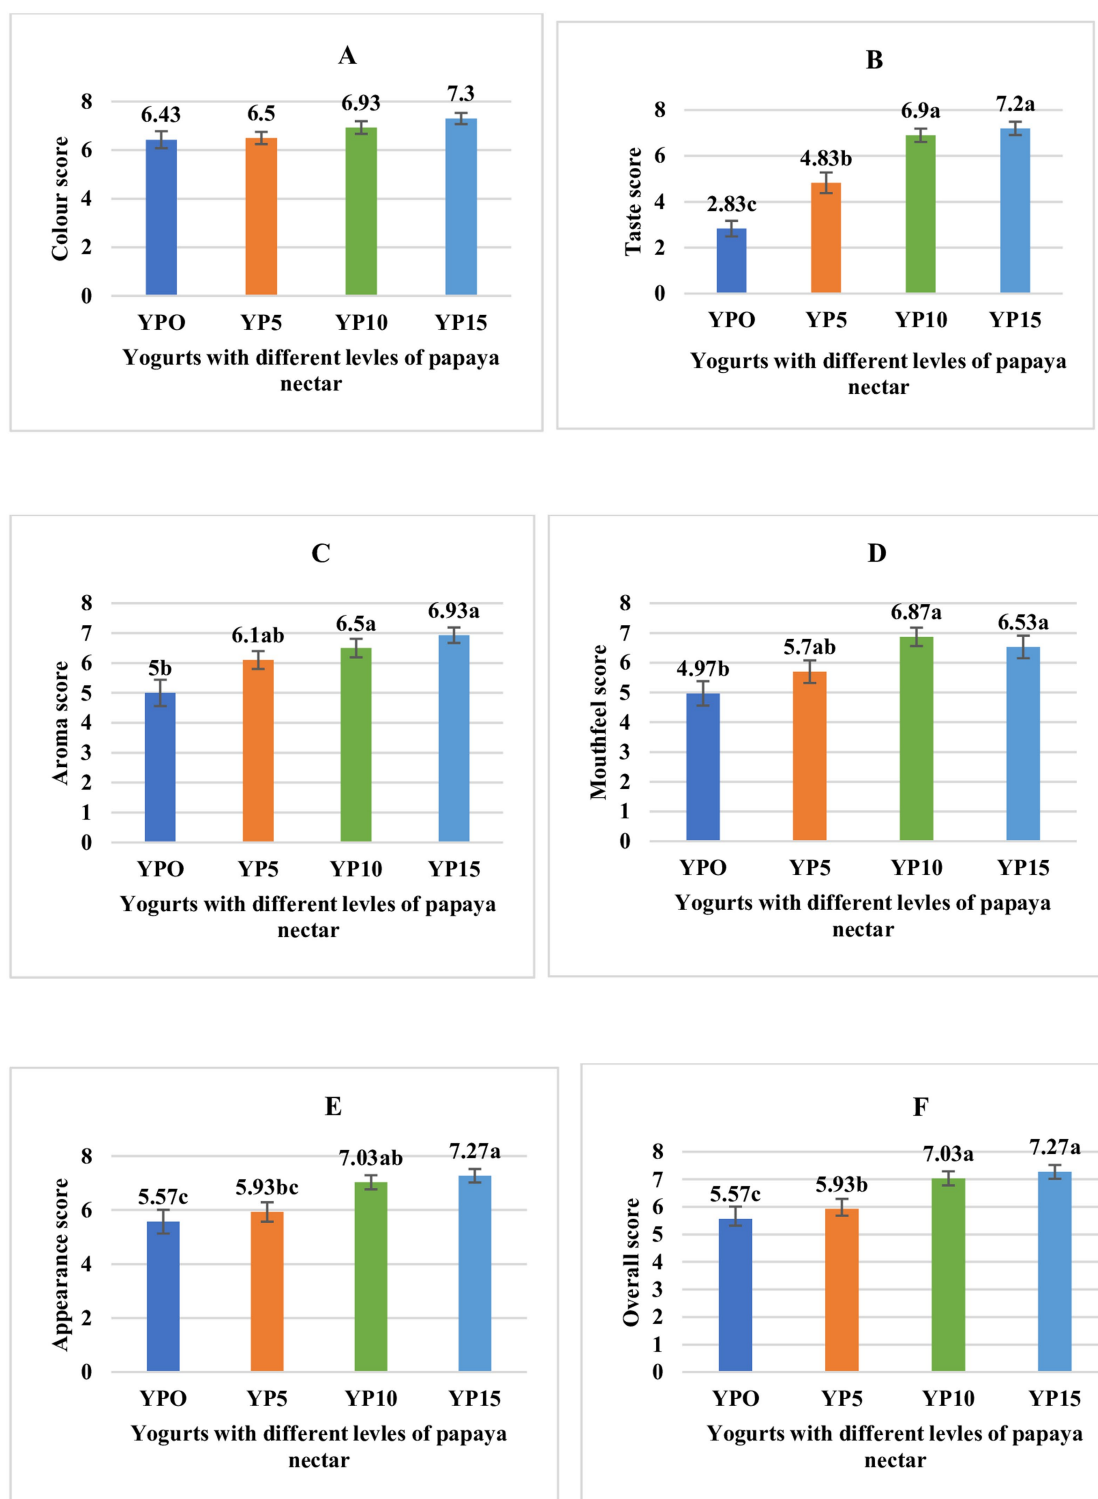 A
Colour score
8
6
4
2
0
6.43
6.5
6.93
7.3
YPO YP5 YP10 YP15
Yogurts with different levles of papaya
nectar
B
Taste score
8
6
4
2
0
2.83c
4.83b
6.9a
7.2a
YPO YP5 YP10 YP15
Yogurts with different levles of papaya
nectar
C
Aroma score
8
7
6
5
4
3
2
1
0
5b
6.1ab
6.5a
6.93a
YPO YP5 YP10 YP15
Yogurts with different levles of papaya
nectar
D
Mouthfeel score
8
7
6
5
4
3
2
1
0
4.97b
5.7ab
6.87a
6.53a
YPO YP5 YP10 YP15
Yogurts with different levles of papaya
nectar
E
Appearance score
8
6
4
2
0
5.57c
5.93bc
7.03ab
7.27a
YPO YP5 YP10 YP15
Yogurts with different levles of papaya
nectar
F
Overall score
8
7
6
5
4
3
2
1
0
5.57c
5.93b
7.03a
7.27a
YPO YP5 YP10 YP15
Yogurts with different levles of papaya
nectar